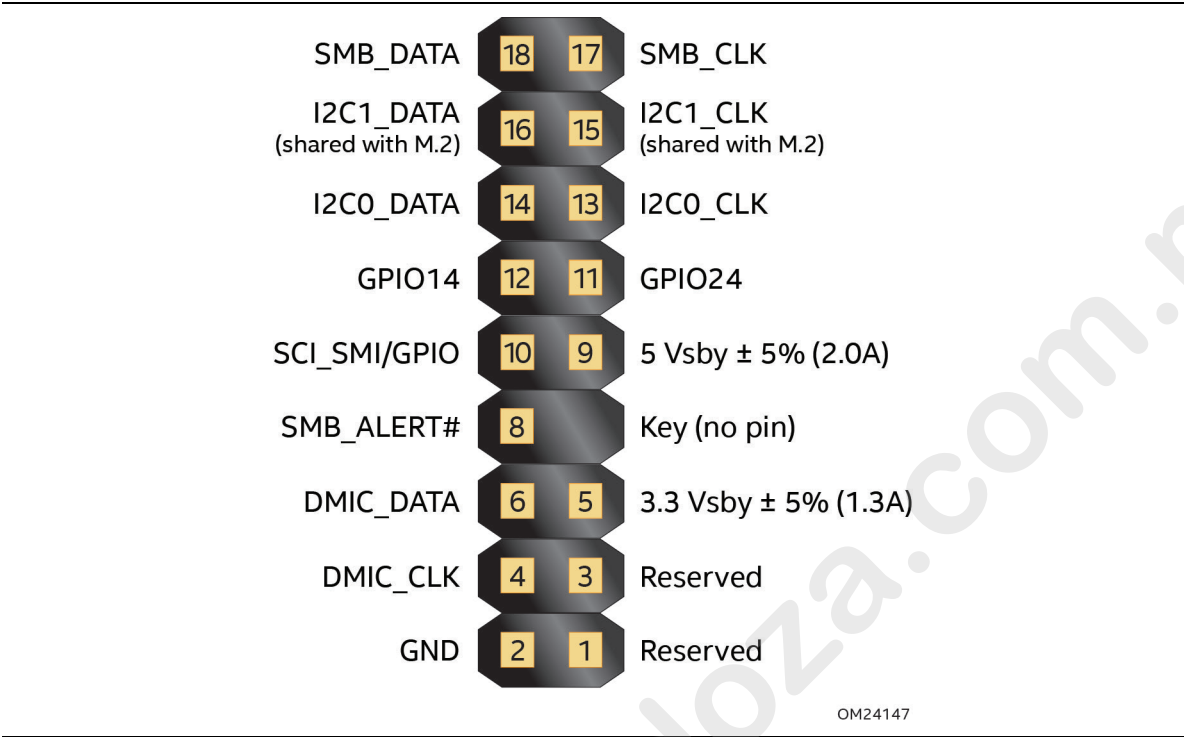 SMB_DATA 18 17 SMB_CLK
I2C1_DATA 16 15 I2C1_CLK
(shared with M.2) (shared with M.2)
I2C0_DATA 14 13 I2C0_CLK
GPIO14 12 11 GPIO24
SCI_SMI/GPIO 10 9 5 Vsby ± 5% (2.0A)
SMB_ALERT# 8 Key (no pin)
DMIC_DATA 6 5 3.3 Vsby ± 5% (1.3A)
DMIC_CLK 4 3 Reserved
GND 2 1 Reserved
OM24147
loza.com.